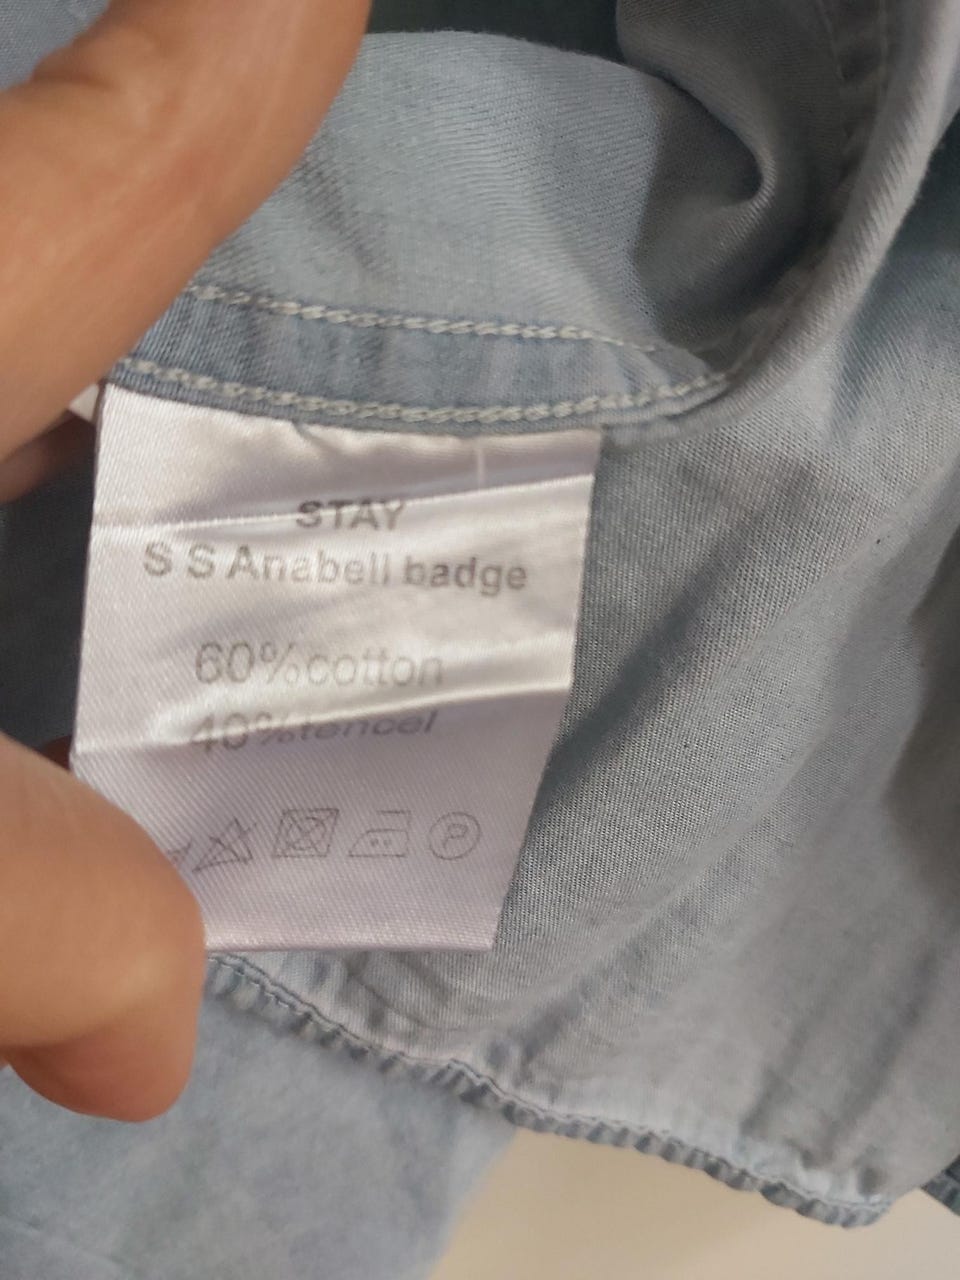 STAY
S S Anabell badge
60%cotton
40%tencel
P